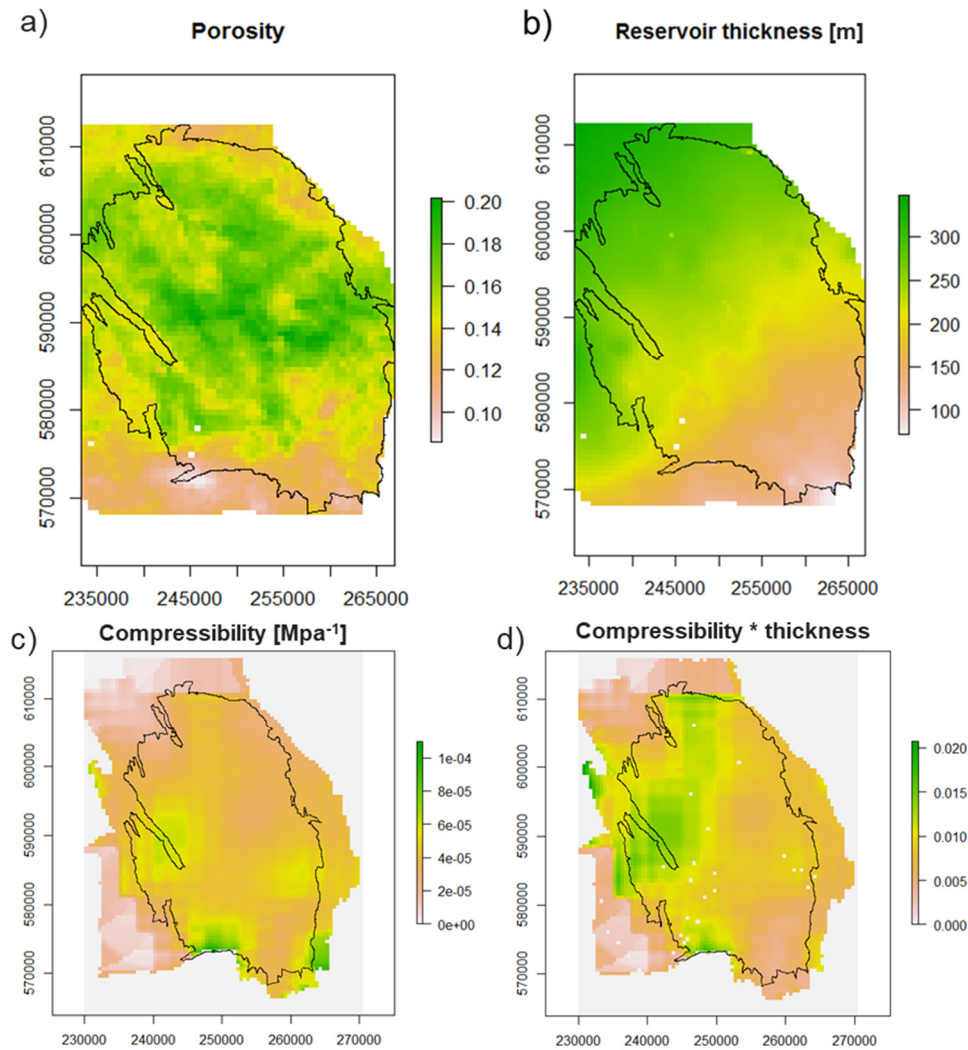 a)
Porosity
610000
600000
590000
580000
570000
235000 245000 255000 265000
0.20
0.18
0.16
0.14
0.12
0.10
b)
Reservoir thickness [m]
610000
600000
590000
580000
570000
235000 245000 255000 265000
300
250
200
150
100
c)
Compressibility [Mpa⁻¹]
610000
600000
590000
580000
570000
230000 240000 250000 260000 270000
1e-04
8e-05
6e-05
4e-05
2e-05
0e+00
d)
Compressibility * thickness
610000
600000
590000
580000
570000
230000 240000 250000 260000 270000
0.020
0.015
0.010
0.005
0.000